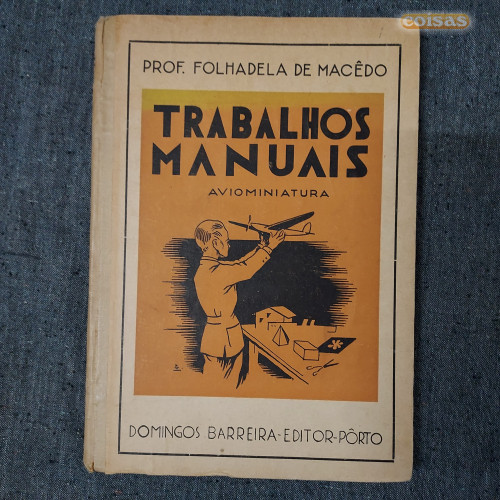 coisas
PROF. FOLHADELA DE MACÊDO
TRABALHOS
MANUAIS
AVIOMINIATURA
DOMINGOS BARREIRA-EDITOR-PÔRTO